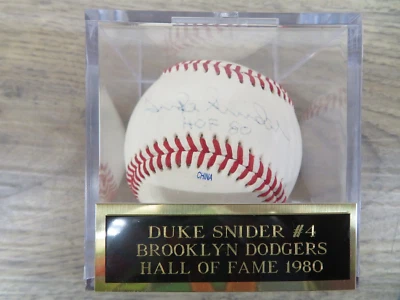 HOF 80
CHINA
DUKE SNIDER #4
BROOKLYN DODGERS
HALL OF FAME 1980